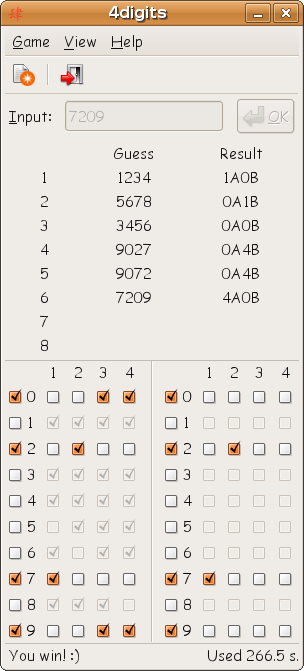 4digits
Game View Help
Input: 7209 OK
Guess Result
1 1234 1A0B
2 5678 0A1B
3 3456 0A0B
4 9027 0A4B
5 9072 0A4B
6 7209 4A0B
7
8
1 2 3 4 1 2 3 4
0 0
1 1
2 2
3 3
4 4
5 5
6 6
7 7
8 8
9 9
You win! :) Used 266.5 s.